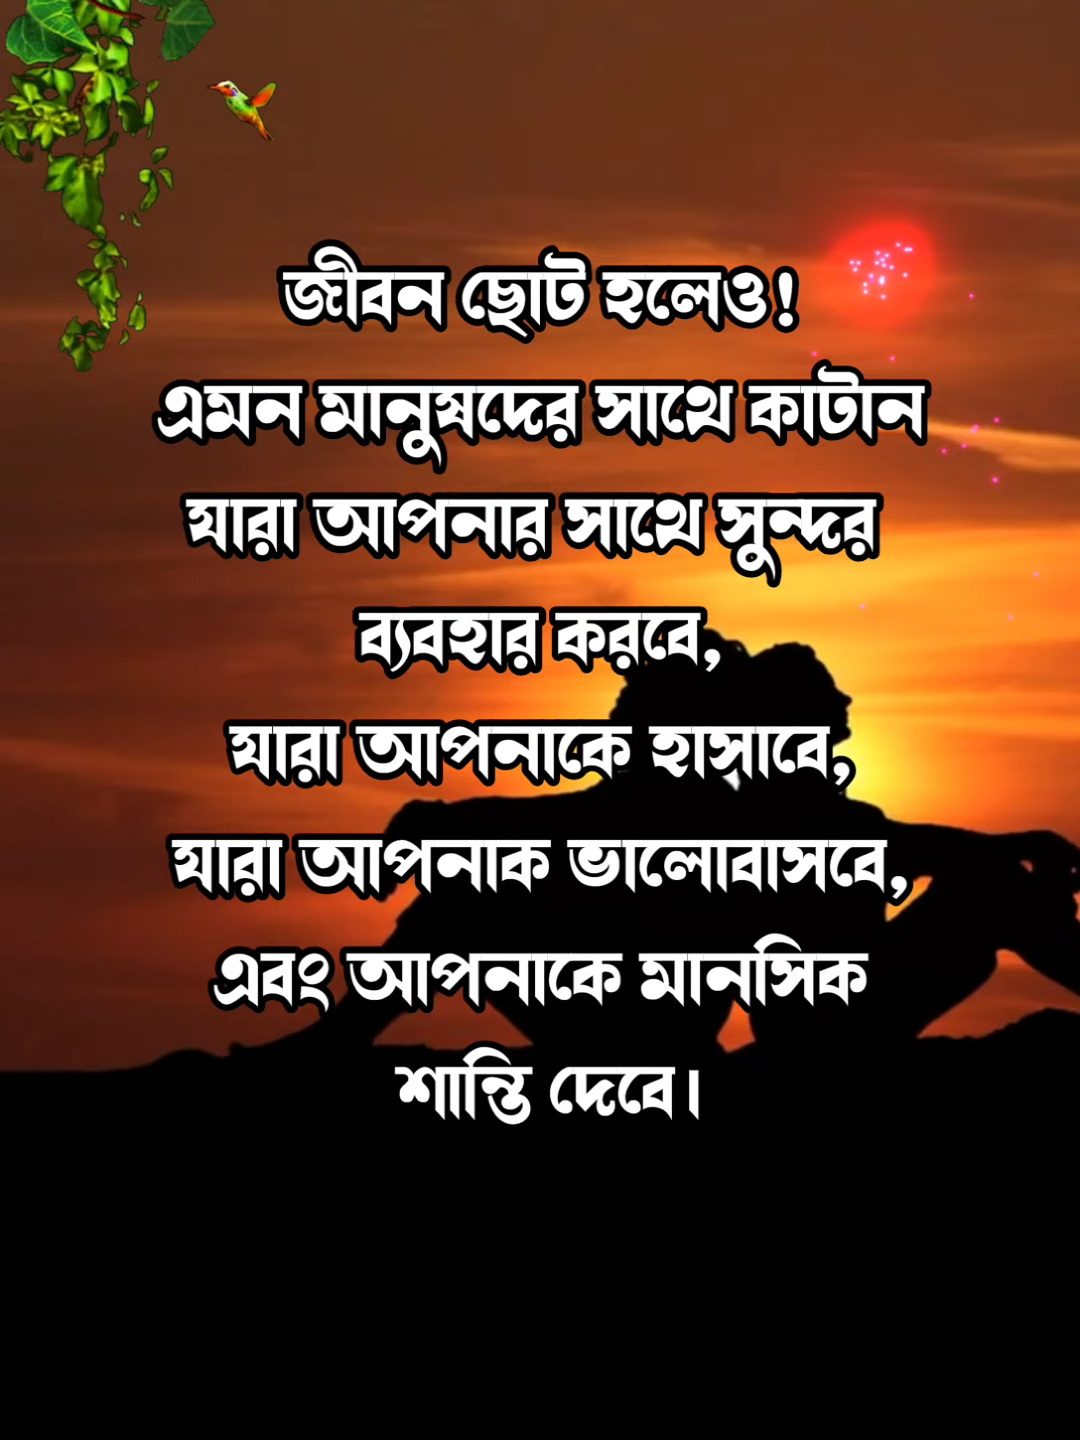 জীবন ছোট হলেও!
এমন মানুষদের সাথে কাটান
যারা আপনার সাথে সুন্দর
ব্যবহার করবে,
যারা আপনাকে হাসাবে,
যারা আপনাক ভালোবাসবে,
এবং আপনাকে মানসিক
শান্তি দেবে।